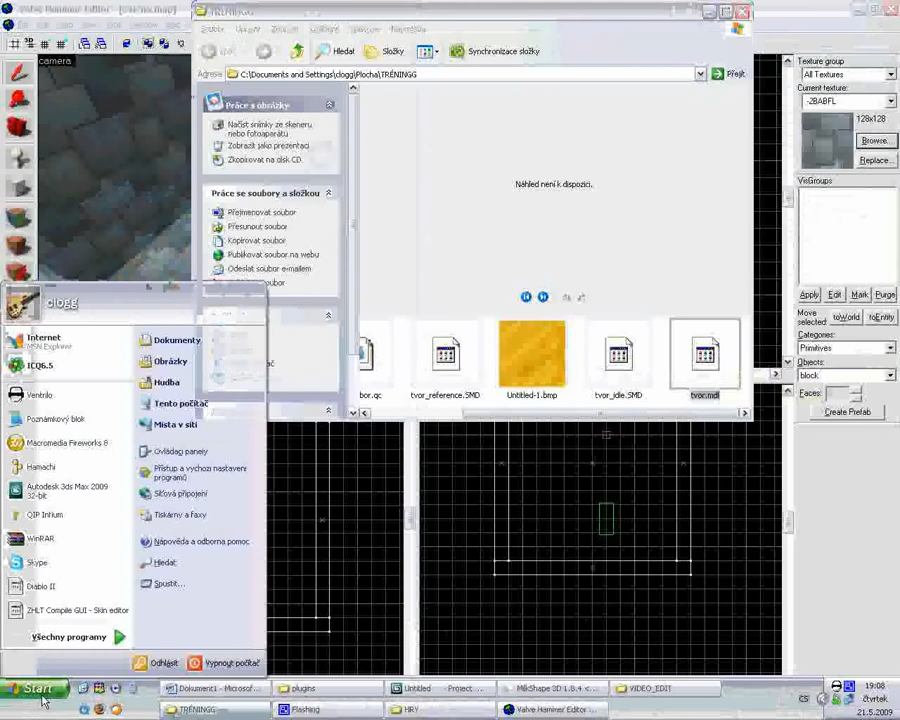 Valve Hammer Editor
TRÉNINGG
Hledat
Složky
Synchronizace složky
Adresa
C:\Documents and Settings\clogg\Plocha\TRÉNINGG
Přejít
camera
Práce s obrázky
Načíst snímky ze skeneru
nebo fotoaparátu
Zobrazit jako prezentaci
Zkopírovat na disk CD
Práce se soubory a složkou
Přejmenovat soubor
Přesunout soubor
Kopírovat soubor
Publikovat soubor na webu
Odeslat soubor e-mailem
Náhled není k dispozici.
bor.qc
tvor_reference.SMD
Untitled-1.bmp
tvor_idle.SMD
tvor.mdl
Texture group:
All Textures
Current texture:
-2BABFL
128x128
Browse...
Replace...
VisGroups
Apply
Edit
Mark
Purge
Move
selected:
toWorld
toEntity
Categories:
Primitives
Objects:
block
Faces:
Create Prefab
clogg
Internet
MSN Explorer
ICQ6.5
Ventrilo
Poznámkový blok
Macromedia Fireworks 8
Hamachi
Autodesk 3ds Max 2009
32-bit
QIP Infium
WinRAR
Skype
Diablo II
ZHLT Compile GUI - Skin editor
Všechny programy
Dokumenty
Obrázky
Hudba
Tento počítač
Místa v síti
Ovládací panely
Přístup a výchozí nastavení
programů
Síťová připojení
Tiskárny a faxy
Nápověda a odborná pomoc
Hledat
Spustit...
Odhlásit
Vypnout počítač
Start
Dokument1 - Microsof...
plugins
Untitled - Project ...
MilkShape 3D 1.8.4 < ...
VIDEO_EDIT
TRÉNINGG
Flashing
HRY
Valve Hammer Editor ...
CS
19:08
čtvrtek
21.5.2009